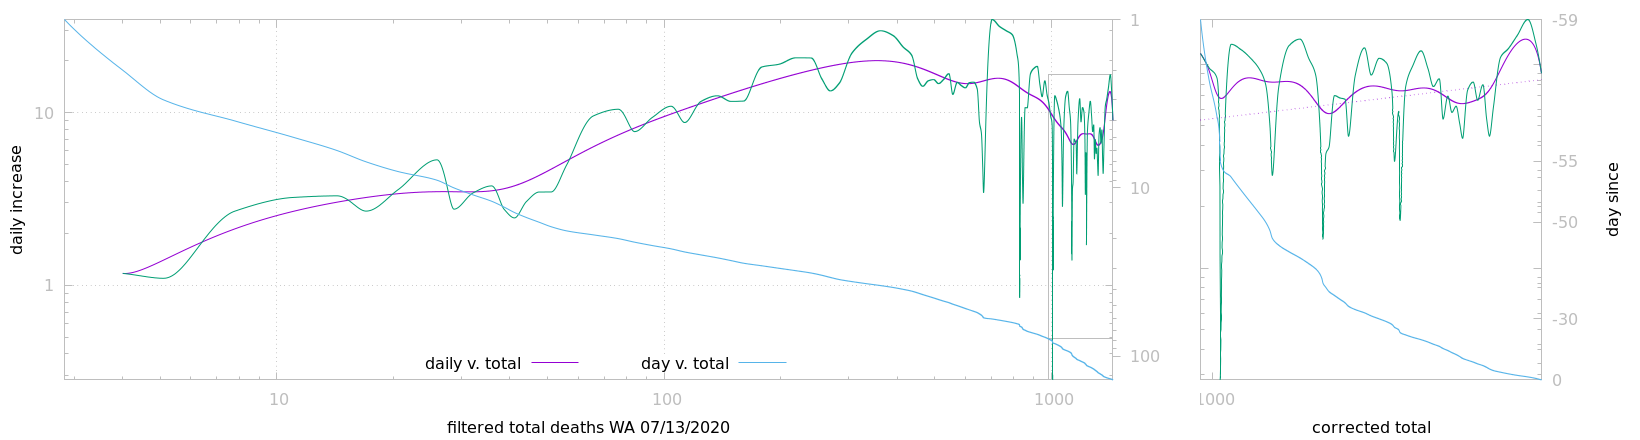 daily increase
10
1
daily v. total
day v. total
10
100
1000
filtered total deaths WA 07/13/2020
1
10
100
-59
-55
-50
-30
0
day since
1000
corrected total